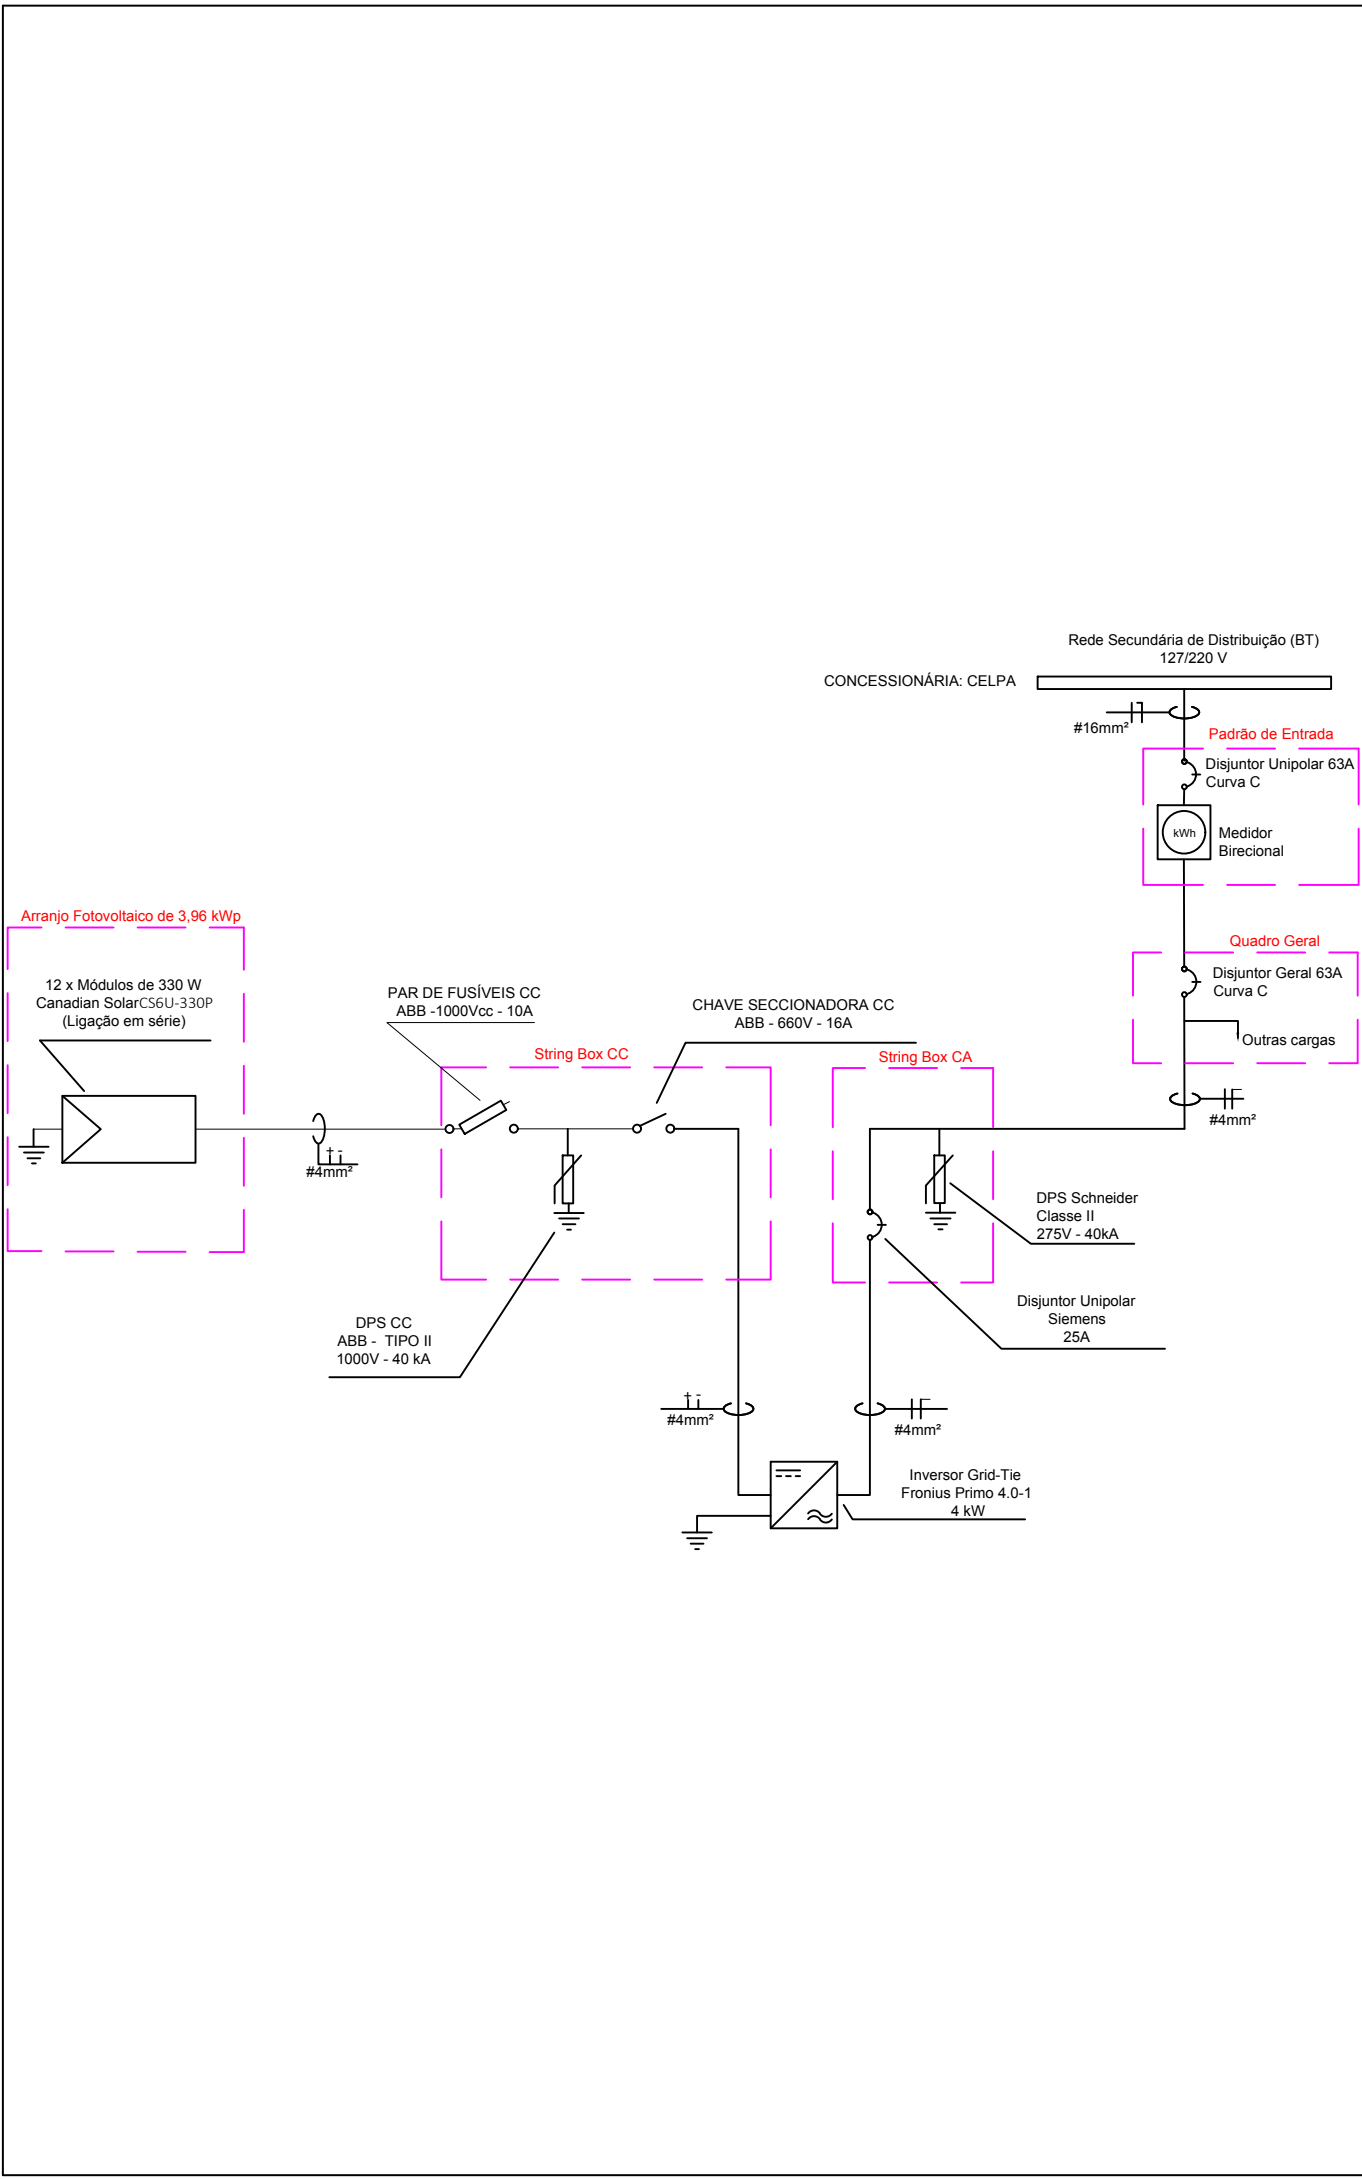 Rede Secundária de Distribuição (BT)
127/220 V
CONCESSIONÁRIA: CELPA
#16mm²
Padrão de Entrada
Disjuntor Unipolar 63A
Curva C
kWh
Medidor
Birecional
Arranjo Fotovoltaico de 3,96 kWp
Quadro Geral
12 x Módulos de 330 W
Canadian SolarCS6U-330P
(Ligação em série)
Disjuntor Geral 63A
Curva C
PAR DE FUSÍVEIS CC
ABB -1000Vcc - 10A
CHAVE SECCIONADORA CC
ABB - 660V - 16A
Outras cargas
String Box CC
String Box CA
#4mm²
+ -
#4mm²
DPS Schneider
Classe II
275V - 40kA
Disjuntor Unipolar
Siemens
25A
DPS CC
ABB - TIPO II
1000V - 40 kA
+ -
#4mm²
#4mm²
Inversor Grid-Tie
Fronius Primo 4.0-1
4 kW